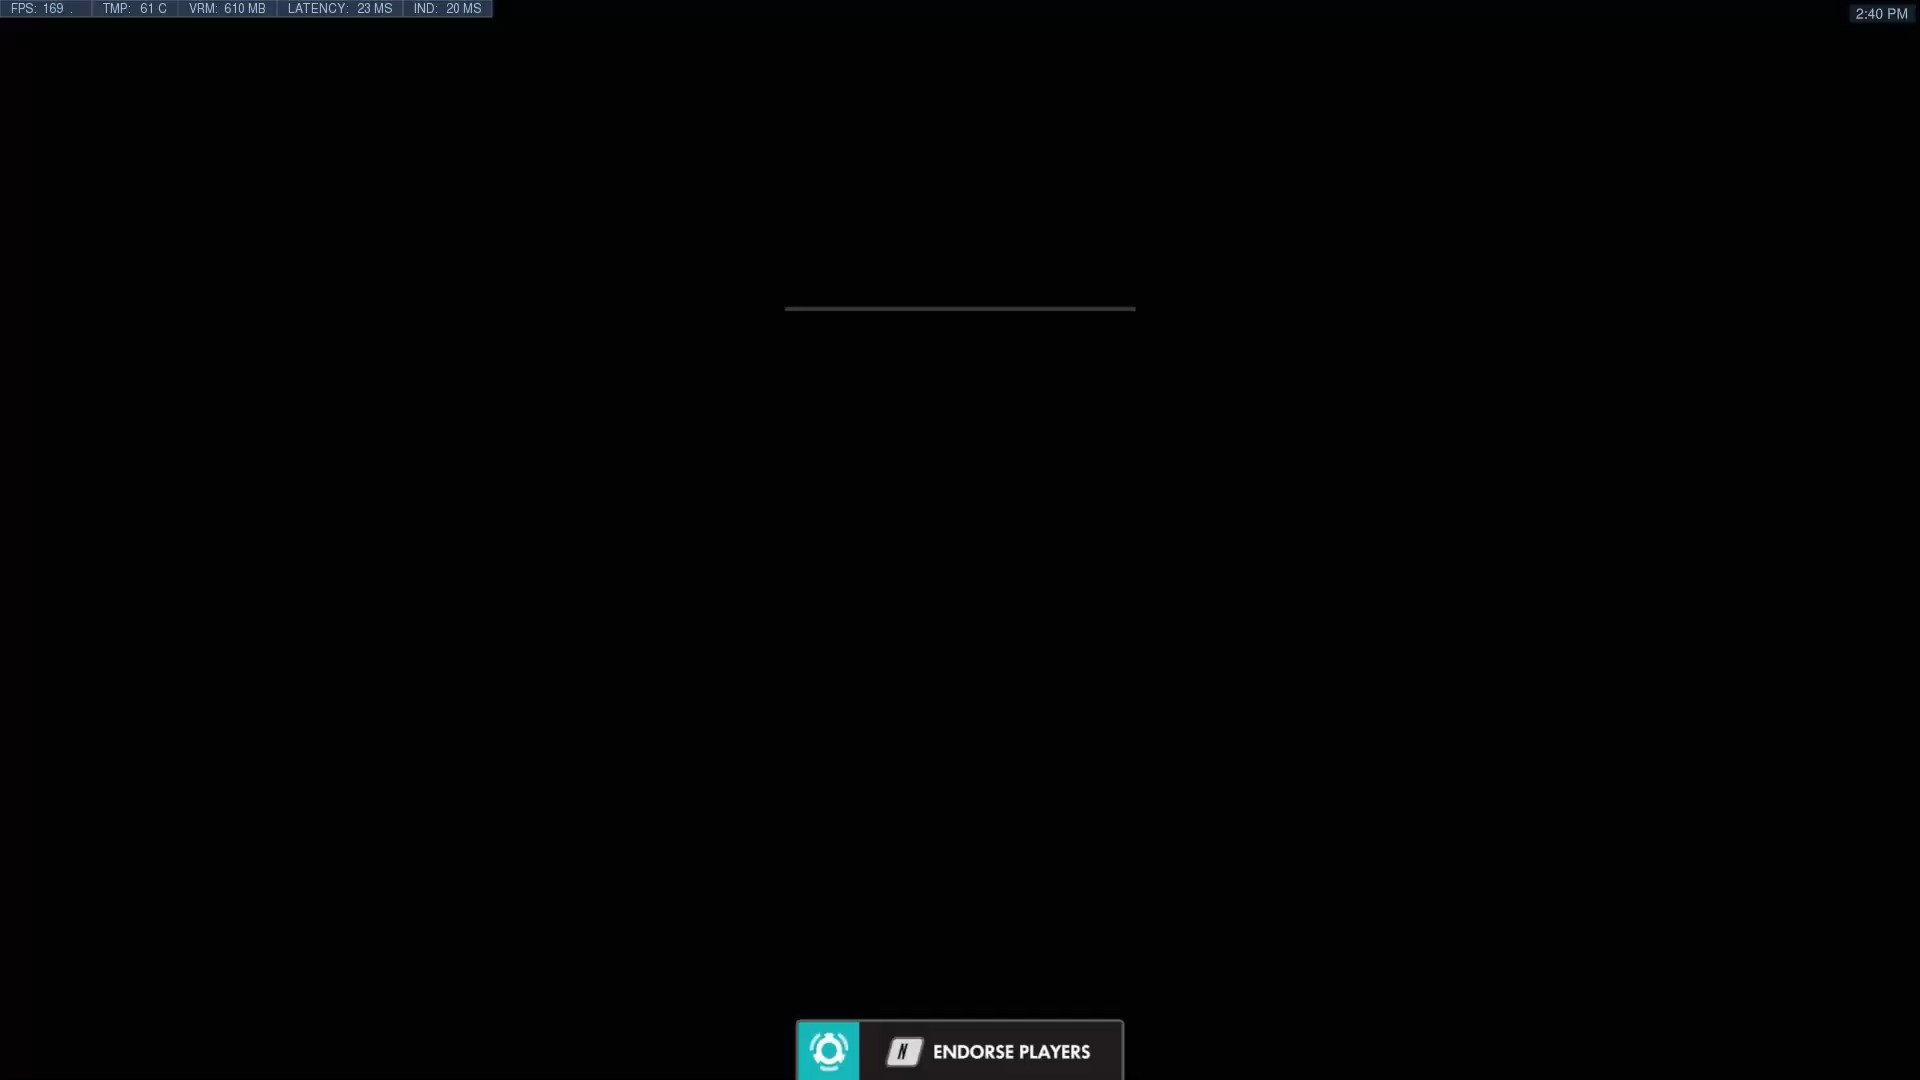 FPS: 169 . TMP: 61 C VRM: 610 MB LATENCY: 23 MS IND: 20 MS
2:40 PM
N ENDORSE PLAYERS